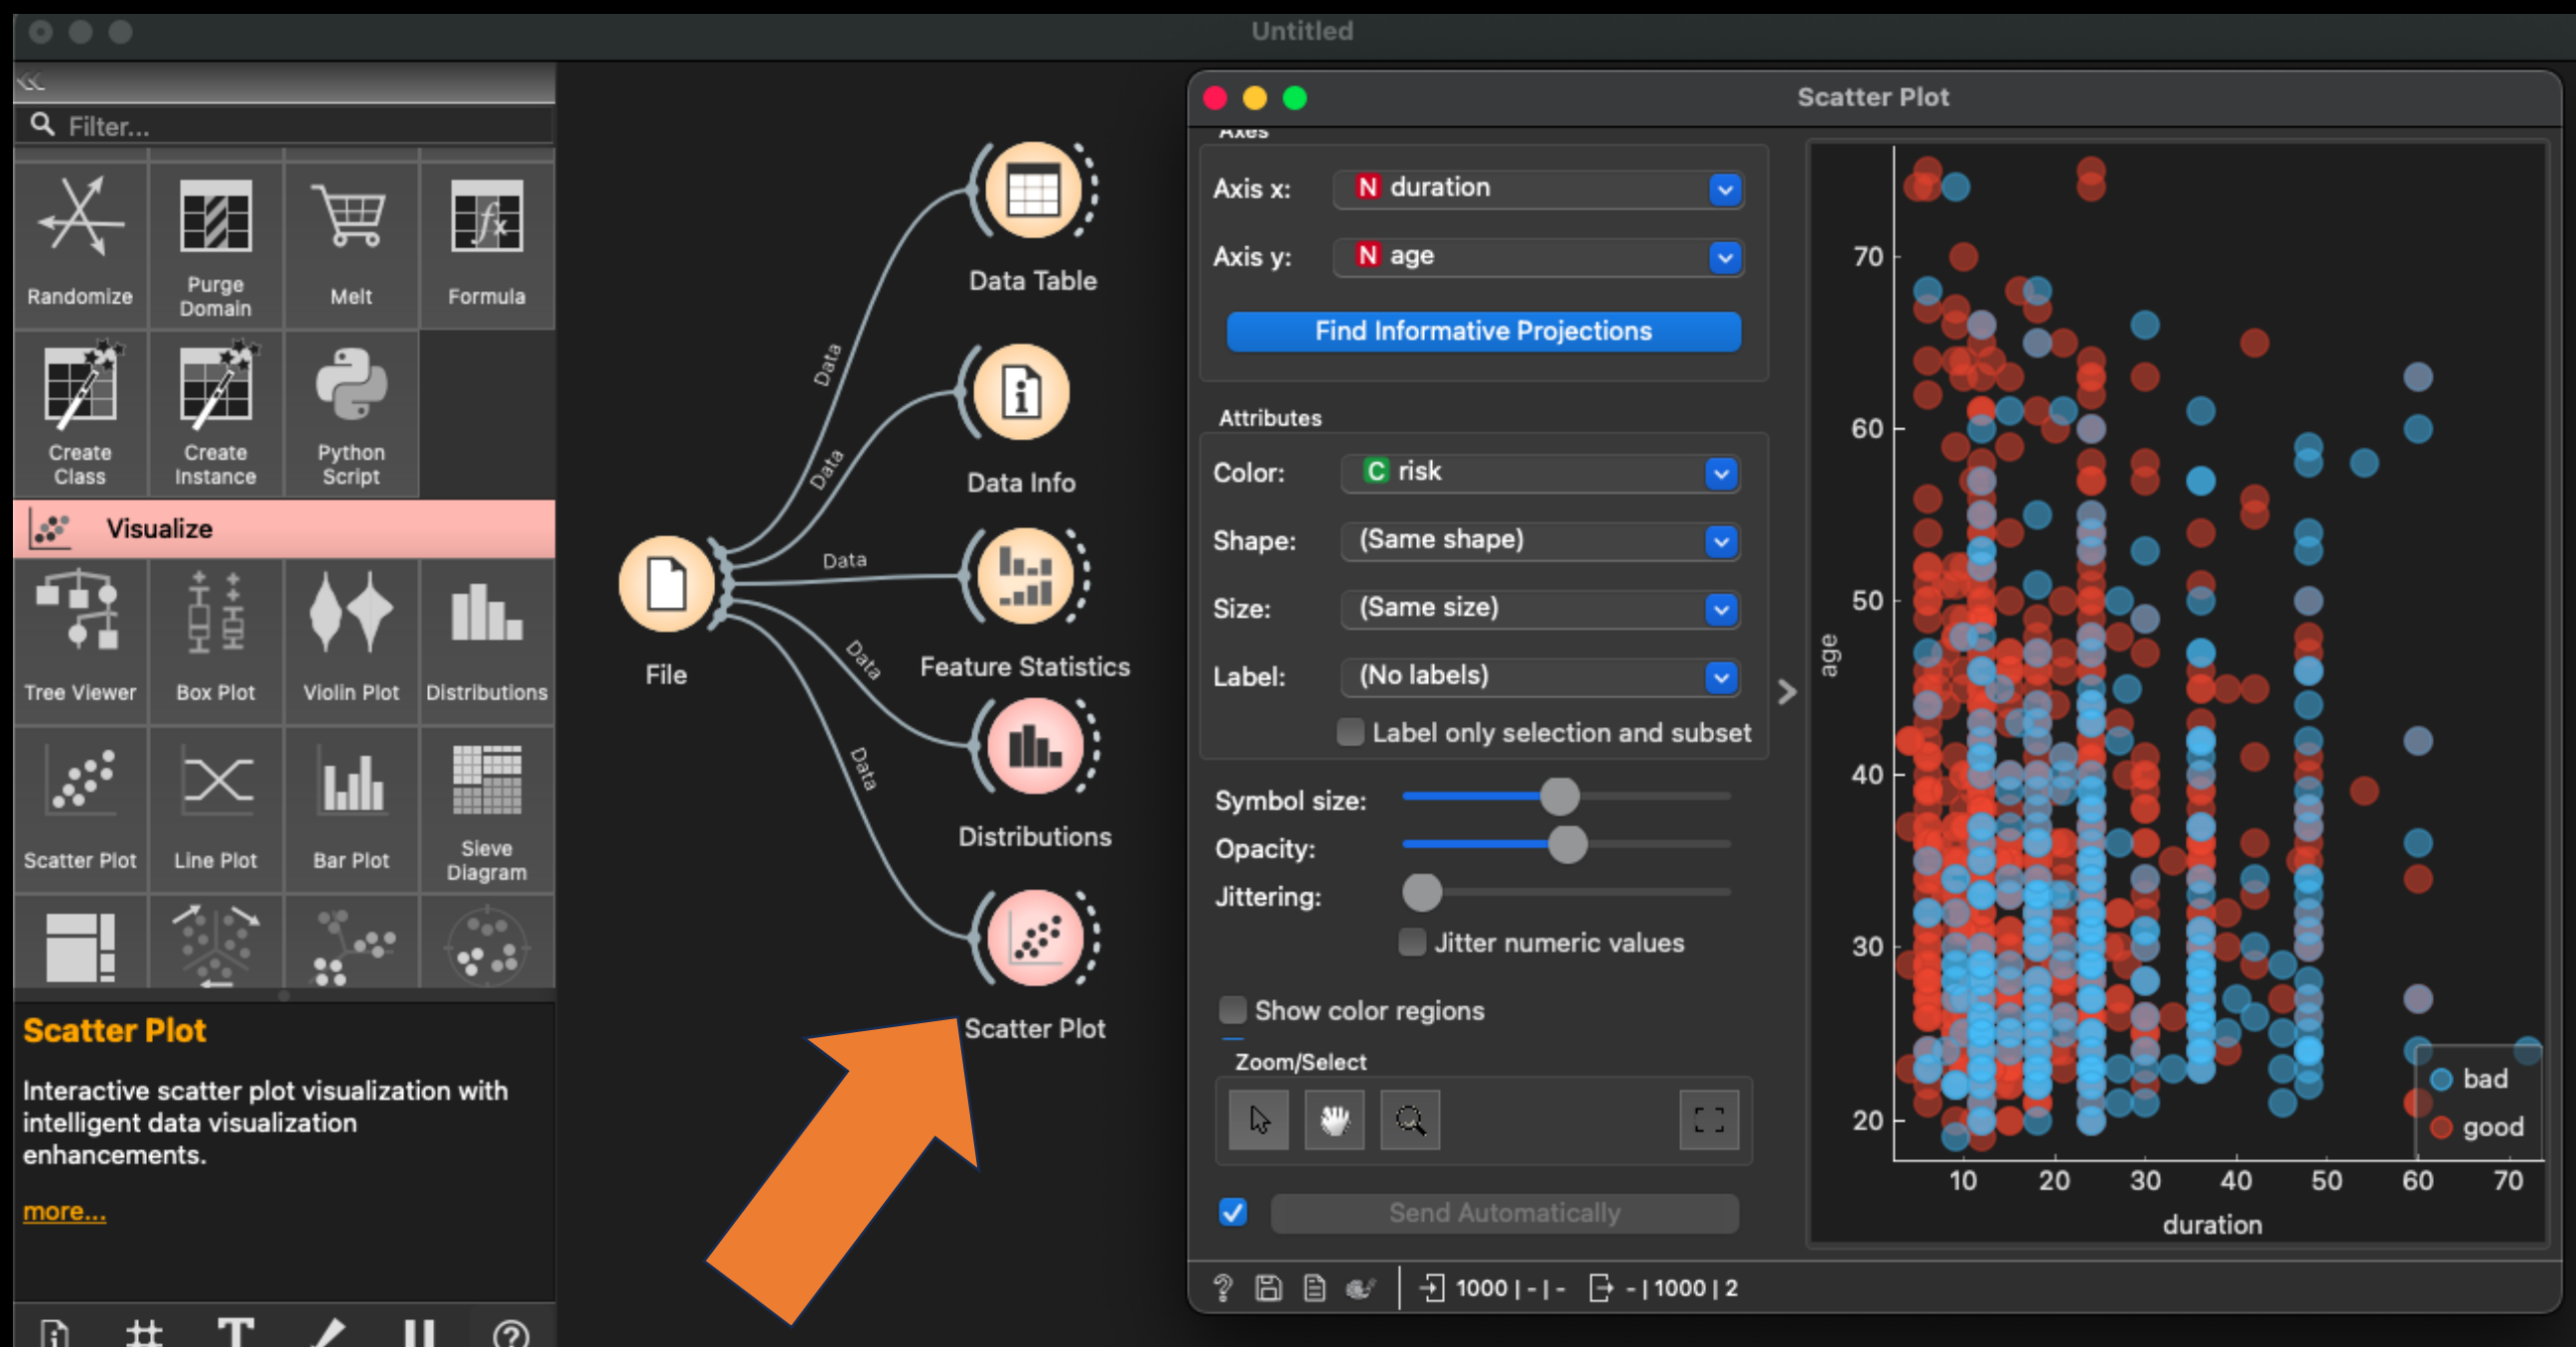 Untitled
Filter...
Randomize
Purge
Domain
Melt
Formula
Create
Class
Create
Instance
Python
Script
Visualize
Tree Viewer
Box Plot
Violin Plot
Distributions
Scatter Plot
Line Plot
Bar Plot
Sieve
Diagram
Scatter Plot
Interactive scatter plot visualization with
intelligent data visualization
enhancements.
more...
File
Data
Data
Data
Data
Data
Data Table
Data Info
Feature Statistics
Distributions
Scatter Plot
Scatter Plot
Axes
Axis x:
N duration
Axis y:
N age
Find Informative Projections
Attributes
Color:
C risk
Shape:
(Same shape)
Size:
(Same size)
Label:
(No labels)
Label only selection and subset
Symbol size:
Opacity:
Jittering:
Jitter numeric values
Show color regions
Zoom/Select
Send Automatically
1000 | - | -
- | 1000 | 2
age
70
60
50
40
30
20
10 20 30 40 50 60 70
duration
bad
good